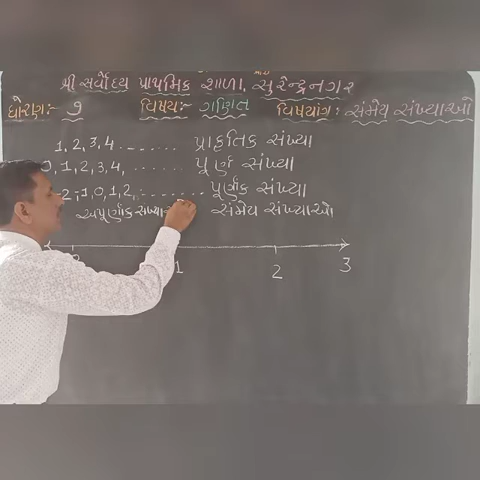 શ્રી સર્વોદય પ્રાથમિક શાળા, સુરેન્દ્રનગર
ધોરણ:- ૭ વિષય:- ગણિત વિષયાંગ: સંમેય સંખ્યાઓ
1, 2, 3, 4 ....... પ્રાકૃતિક સંખ્યા
0, 1, 2, 3, 4, ...... પૂર્ણ સંખ્યા
-2, -1, 0, 1, 2, ....... પૂર્ણાંક સંખ્યા
અપૂર્ણાંક સંખ્યા સંમેય સંખ્યાઓ
1 2 3